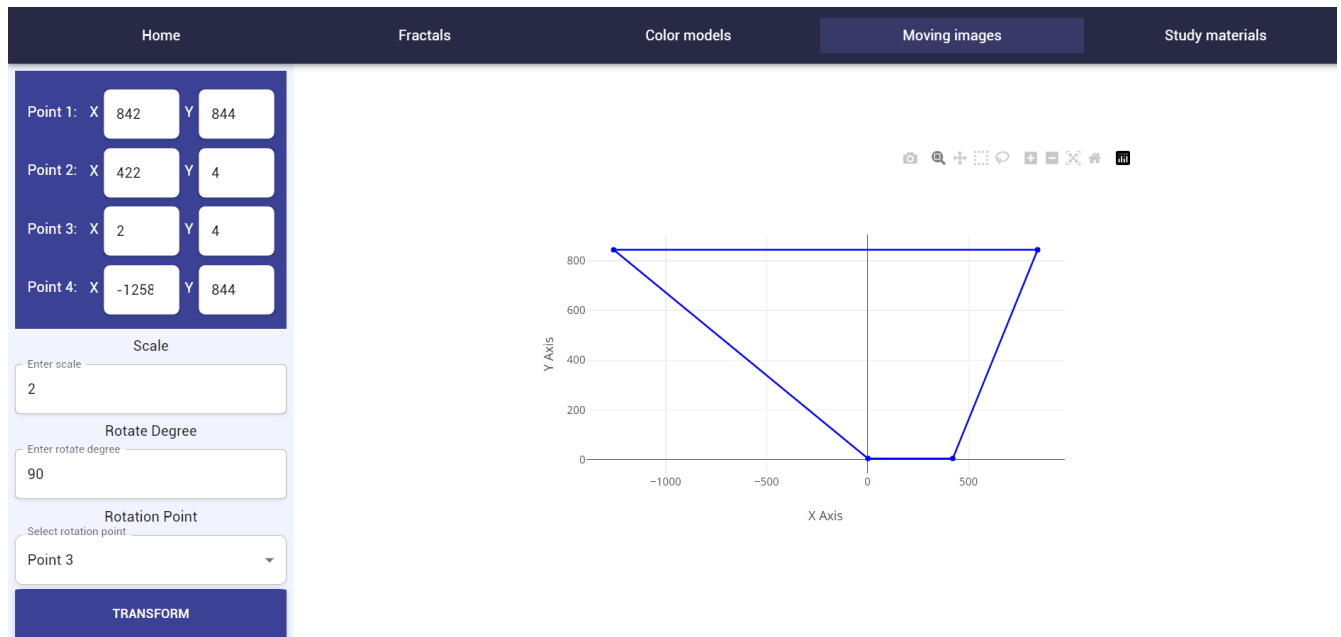 Home Fractals Color models Moving images Study materials
Point 1: X 842 Y 844
Point 2: X 422 Y 4
Point 3: X 2 Y 4
Point 4: X -1258 Y 844
Scale
Enter scale
2
Rotate Degree
Enter rotate degree
90
Rotation Point
Select rotation point
Point 3
TRANSFORM
800
600
400
200
0
Y Axis
−1000 −500 0 500
X Axis